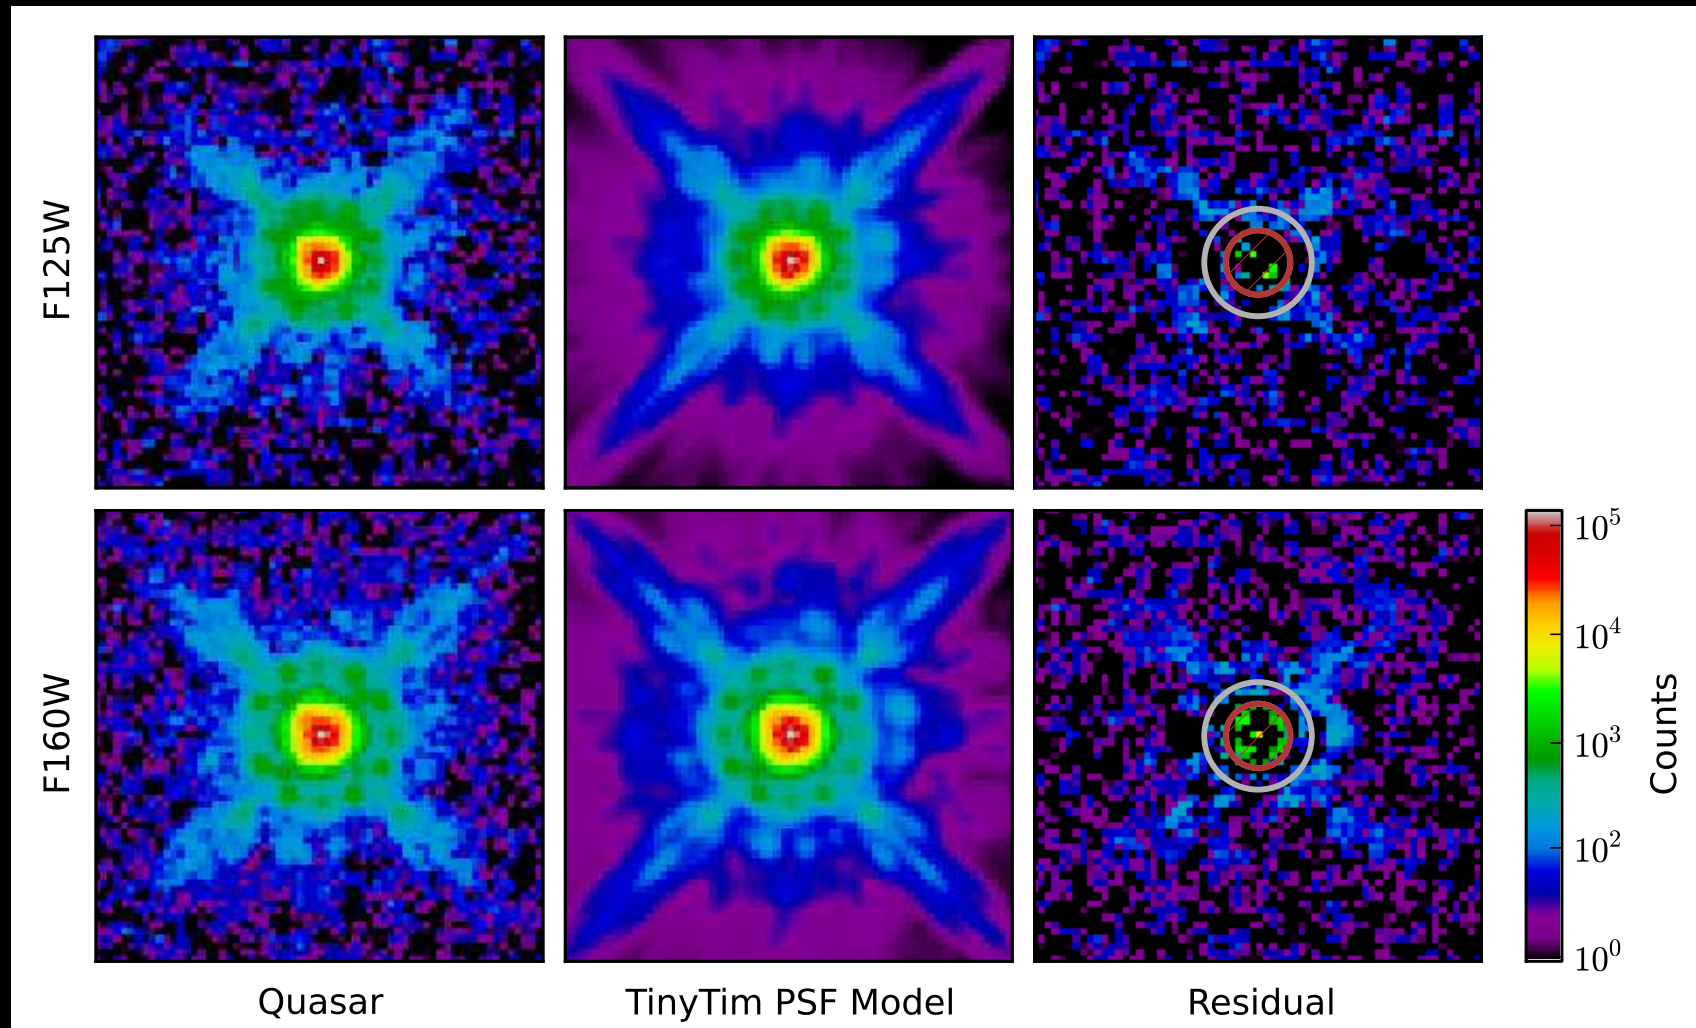 F125W
F160W
10^5
10^4
10^3
10^2
10^0
Counts
Quasar
TinyTim PSF Model
Residual